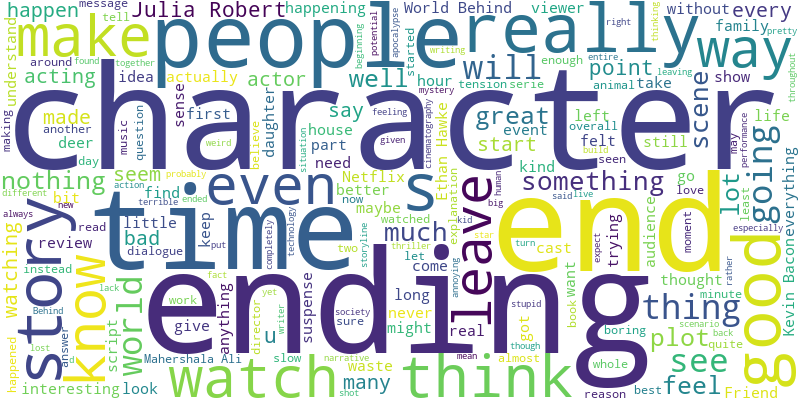 message
happen
tell
Julia Robert
happening
World Behind
viewer
without
every
right
thinking
make
people
really
way
around
found
together
beginning
potential
apocalypse
writing
started
enough
entire
leaving
pretty
throughout
family
understand
acting
idea
actually
actor
well
hour
tension
serie
will
point
animal
take
show
scene
character
sense
first
daughter
say
music
question
believe
feeling
mystery
cinematography
great
event
left
overall
felt
still
life
may
performance
made
another
making
deer
day
weird
house
part
situation
given
Ethan Hawke
start
kind
seen
nothing
seem
even
s
need
Netflix
better
now
maybe
watched
something
lot
going
go
love
everything
different
bit
find
action
probably
terrible
time
end
explanation
human
big
kid
said
live
least
especially
Kevin Bacon
always
new
read
little
ended
keep
put
bad
dialogue
completely
technology
two
storyline
much
let
come
thriller
star
turn
cast
expect
trying
audience
rather
moment
story
know
Watching
review
instead
lack
script
world
work
fact
yet
director
writer
give
anything
u
society
sure
suspense
ending
long
never
might
real
annoying
leave
got
stupid
though
book
want
boring
thought
minute
thing
good
Behind
happened
lost
answer
interesting
look
Mahershala Ali
slow
narrative
shot
many
waste
mean
almost
watch
think
whole
reason
plot
see
feel
best
scenario
back
quite
Friend
build